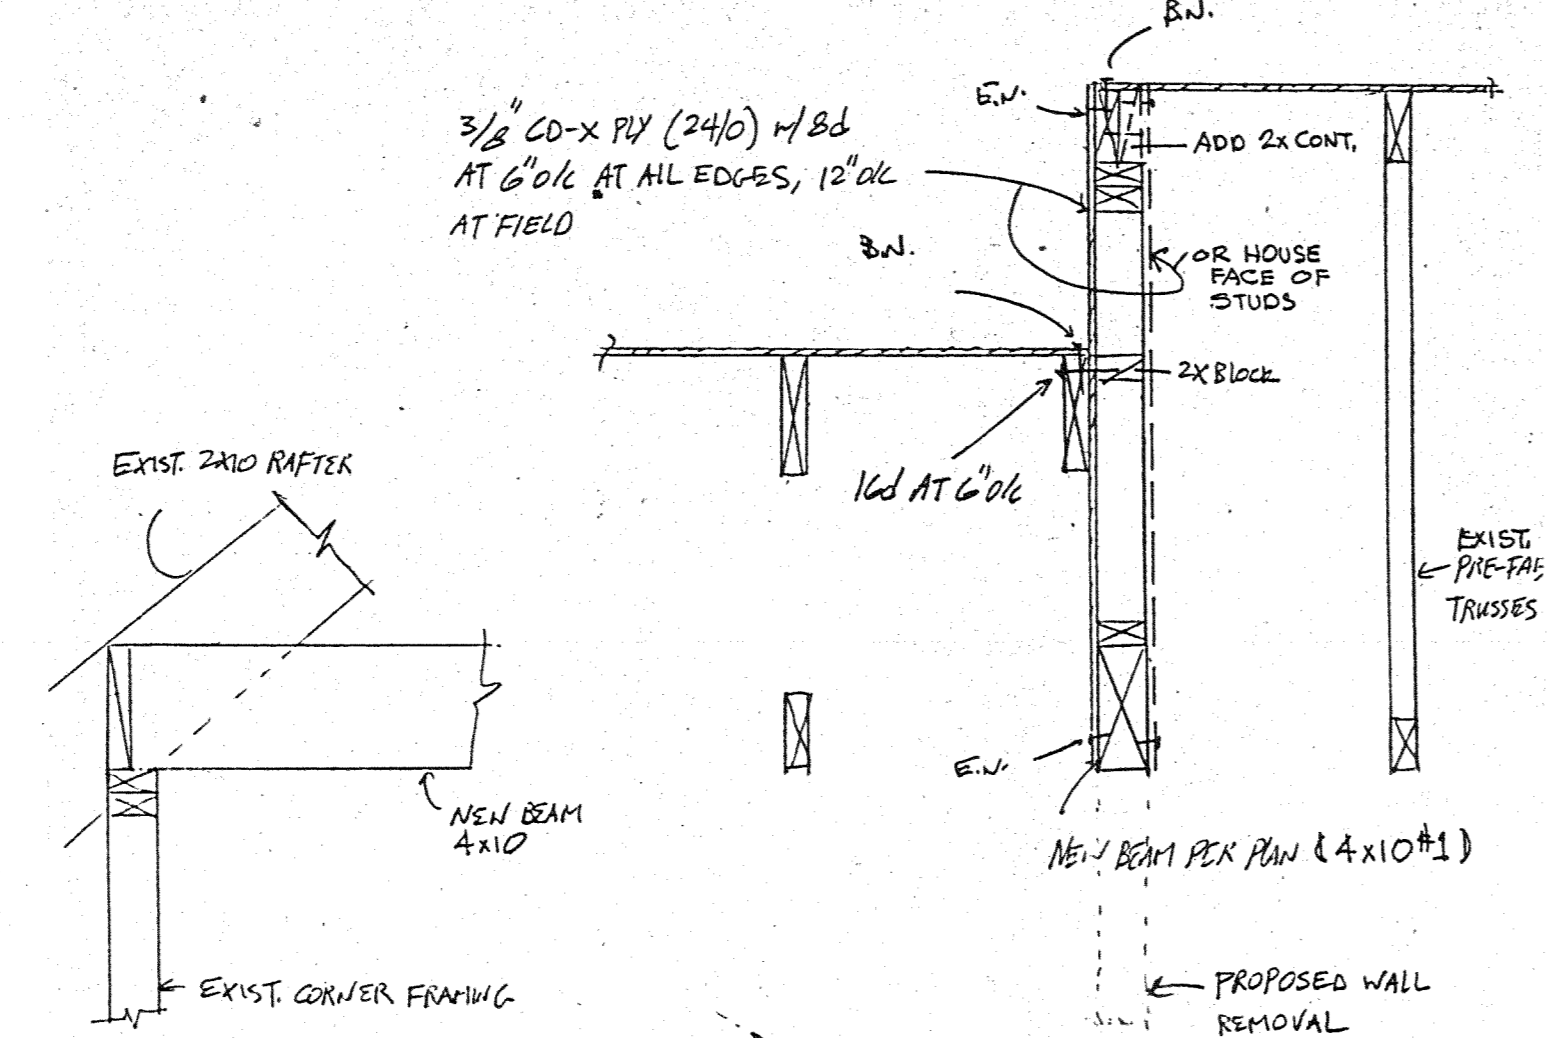 B.N.
E.N.
3/8" CD-X PLY (24/0) W/8d
AT 6"o/c AT ALL EDGES, 12"o/c
AT FIELD
ADD 2x CONT.
B.N.
OR HOUSE
FACE OF
STUDS
2X BLOCK
16d AT 6"o/c
EXIST. 2X10 RAFTER
EXIST.
PRE-FAB
TRUSSES
E.N.
NEW BEAM
4x10
NEW BEAM PER PLAN (4x10 #1)
EXIST. CORNER FRAMING
PROPOSED WALL
REMOVAL